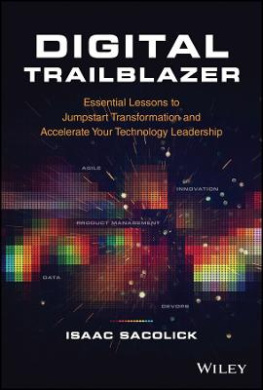 DIGITAL
TRAILBLAZER
Essential Lessons to
Jumpstart Transformation and
Accelerate Your Technology Leadership
AGILE
INNOVATION
PRODUCT MANAGEMENT
DATA
DEVOPS
ISAAC SACOLICK
WILEY